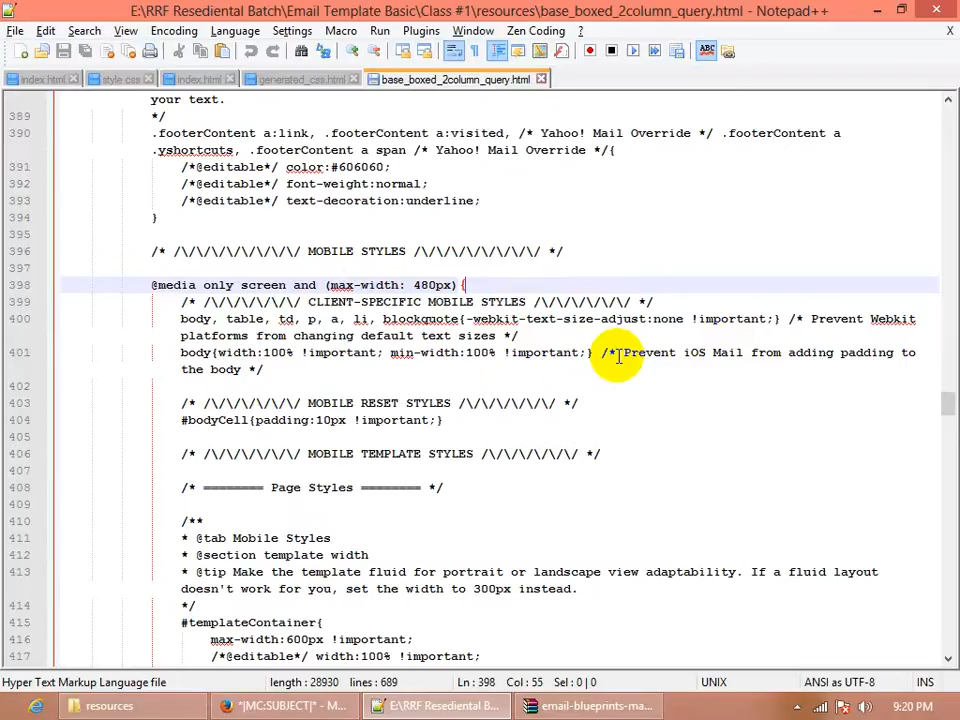 E:\RRF Resediental Batch\Email Template Basic\Class #1\resources\base_boxed_2column_query.html - Notepad++
File Edit Search View Encoding Language Settings Macro Run Plugins Window Zen Coding ? X
index.html style.css index.html generated_css.html base_boxed_2column_query.html
your text.
389 */
390 .footerContent a:link, .footerContent a:visited, /* Yahoo! Mail Override */ .footerContent a
.yshortcuts, .footerContent a span /* Yahoo! Mail Override */{
391 /*@editable*/ color:#606060;
392 /*@editable*/ font-weight:normal;
393 /*@editable*/ text-decoration:underline;
394 }
395
396 /* /\/\/\/\/\/\/\/\/ MOBILE STYLES /\/\/\/\/\/\/\/\/ */
397
398 @media only screen and (max-width: 480px){
399 /* /\/\/\/\/\/\/ CLIENT-SPECIFIC MOBILE STYLES /\/\/\/\/\/\/ */
400 body, table, td, p, a, li, blockquote{-webkit-text-size-adjust:none !important;} /* Prevent Webkit
platforms from changing default text sizes */
401 body{width:100% !important; min-width:100% !important;} /* Prevent iOS Mail from adding padding to
the body */
402
403 /* /\/\/\/\/\/\/ MOBILE RESET STYLES /\/\/\/\/\/\/ */
404 #bodyCell{padding:10px !important;}
405
406 /* /\/\/\/\/\/\/ MOBILE TEMPLATE STYLES /\/\/\/\/\/\/ */
407
408 /* ======== Page Styles ======== */
409
410 /**
411 * @tab Mobile Styles
412 * @section template width
413 * @tip Make the template fluid for portrait or landscape view adaptability. If a fluid layout
doesn't work for you, set the width to 300px instead.
414 */
415 #templateContainer{
416 max-width:600px !important;
417 /*@editable*/ width:100% !important;
Hyper Text Markup Language file length : 28930 lines : 689 Ln : 398 Col : 55 Sel : 0 | 0 UNIX ANSI as UTF-8 INS
resources *|MC:SUBJECT|* - M... E:\RRF Resediental B... email-blueprints-ma... 9:20 PM